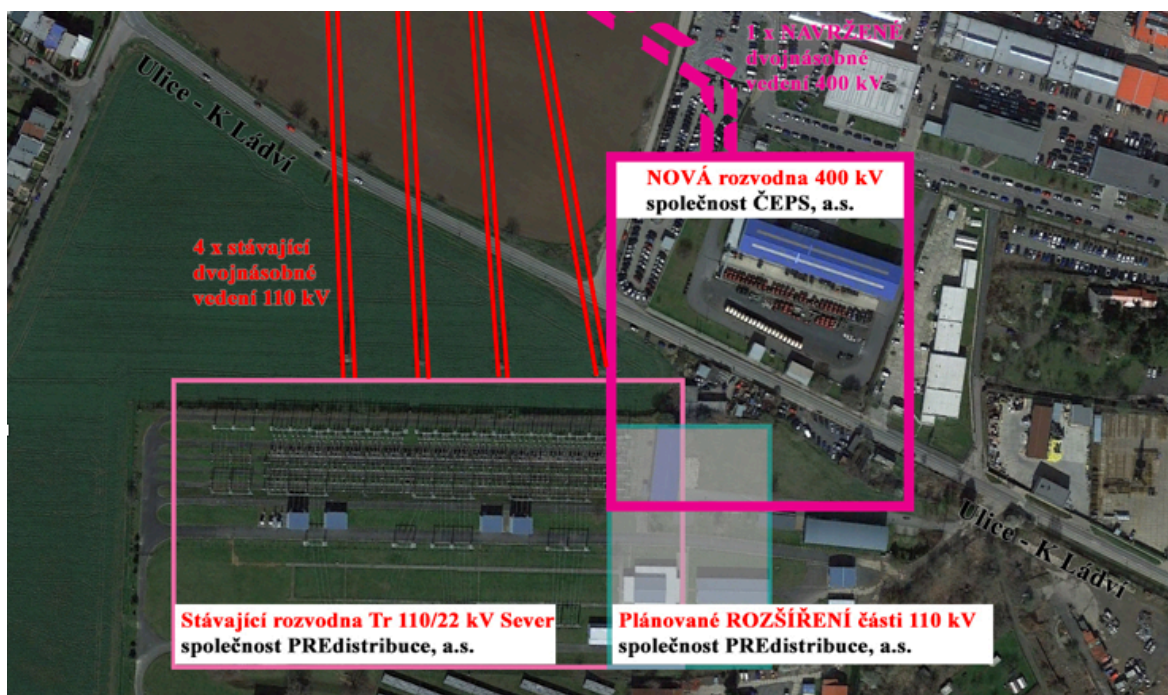 1 x NAVRŽENÉ
dvojnásobné
vedení 400 kV
Ulice - K Ládví
NOVÁ rozvodna 400 kV
společnost ČEPS, a.s.
4 x stávající
dvojnásobné
vedení 110 kV
Ulice - K Ládví
Stávající rozvodna Tr 110/22 kV Sever
společnost PREdistribuce, a.s.
Plánované ROZŠÍŘENÍ části 110 kV
společnost PREdistribuce, a.s.